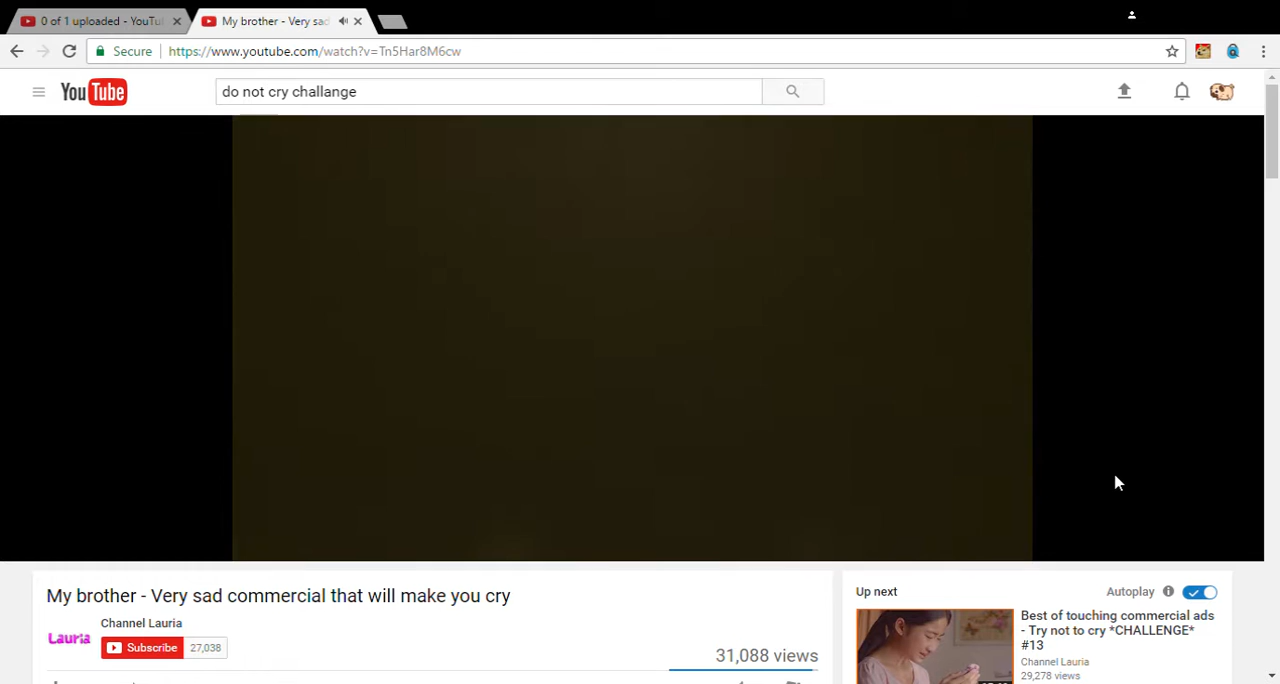 0 of 1 uploaded - YouTu
My brother - Very sad
Secure
https://www.youtube.com/watch?v=Tn5Har8M6cw
YouTube
do not cry challange
My brother - Very sad commercial that will make you cry
Lauria
Channel Lauria
Subscribe 27,038
31,088 views
Up next
Autoplay
Best of touching commercial ads
- Try not to cry *CHALLENGE*
#13
Channel Lauria
29,278 views